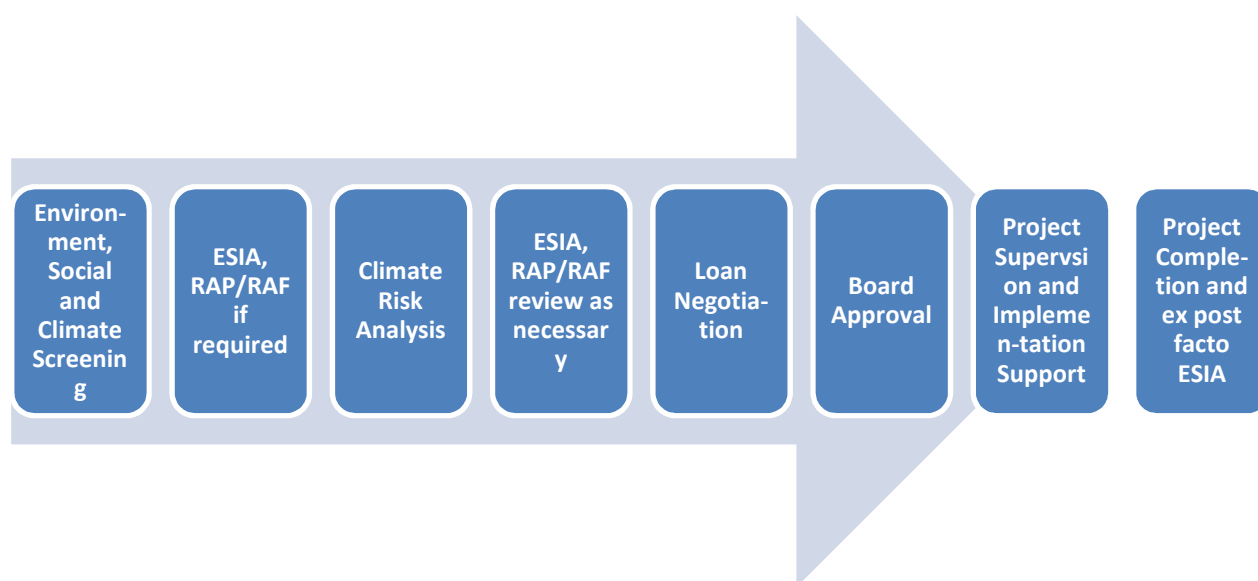 Environ-
ment,
Social
and
Climate
Screenin
g
ESIA,
RAP/RAF
if
required
Climate
Risk
Analysis
ESIA,
RAP/RAF
review as
necessar
y
Loan
Negotia-
tion
Board
Approval
Project
Supervsi
on and
Impleme
n-tation
Support
Project
Comple-
tion and
ex post
facto
ESIA